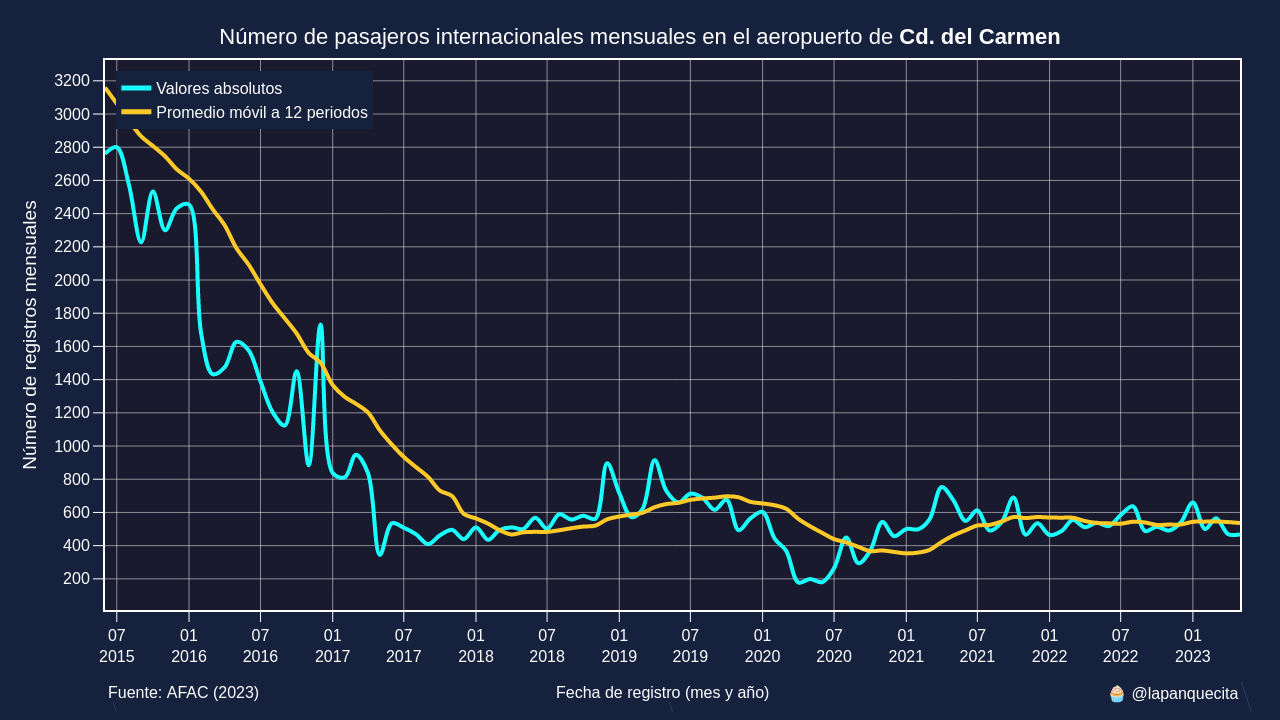 Número de pasajeros internacionales mensuales en el aeropuerto de Cd. del Carmen
Valores absolutos
Promedio móvil a 12 periodos
Número de registros mensuales
3200
3000
2800
2600
2400
2200
2000
1800
1600
1400
1200
1000
800
600
400
200
07 01 07 01 07 01 07 01 07 01 07 01 07 01 07 01
2015 2016 2016 2017 2017 2018 2018 2019 2019 2020 2020 2021 2021 2022 2022 2023
Fuente: AFAC (2023)
Fecha de registro (mes y año)
🧁 @lapanquecita